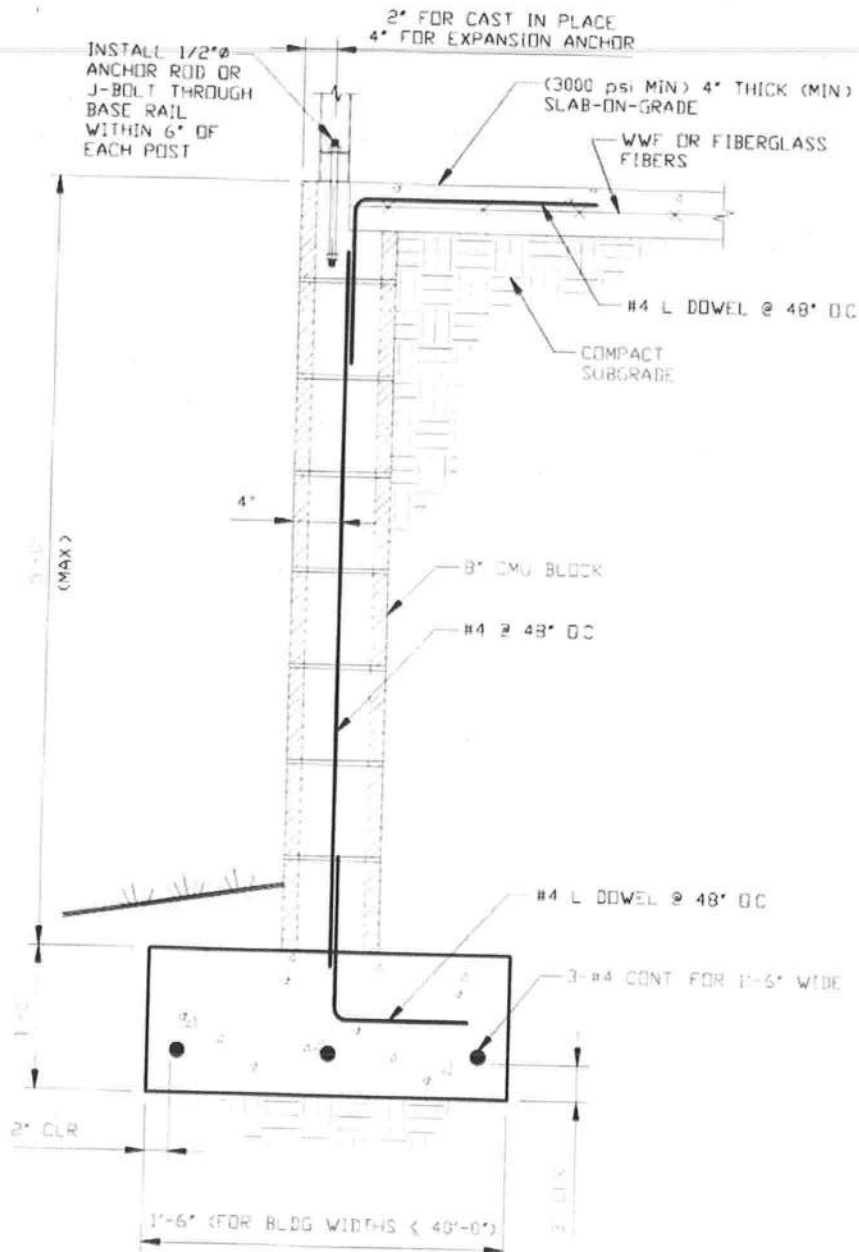 2" FOR CAST IN PLACE
4" FOR EXPANSION ANCHOR
INSTALL 1/2"Ø
ANCHOR ROD OR
J-BOLT THROUGH
BASE RAIL
WITHIN 6" OF
EACH POST
(3000 psi MIN) 4" THICK (MIN)
SLAB-ON-GRADE
WWF OR FIBERGLASS
FIBERS
#4 L DOWEL @ 48" OC
COMPACT
SUBGRADE
4"
(MAX)
8" CMU BLOCK
#4 @ 48" OC
#4 L DOWEL @ 48" OC
3-#4 CONT FOR 1'-6" WIDE
2" CLR
3" CLR
1'-6" (FOR BLDG WIDTHS ≤ 40'-0")